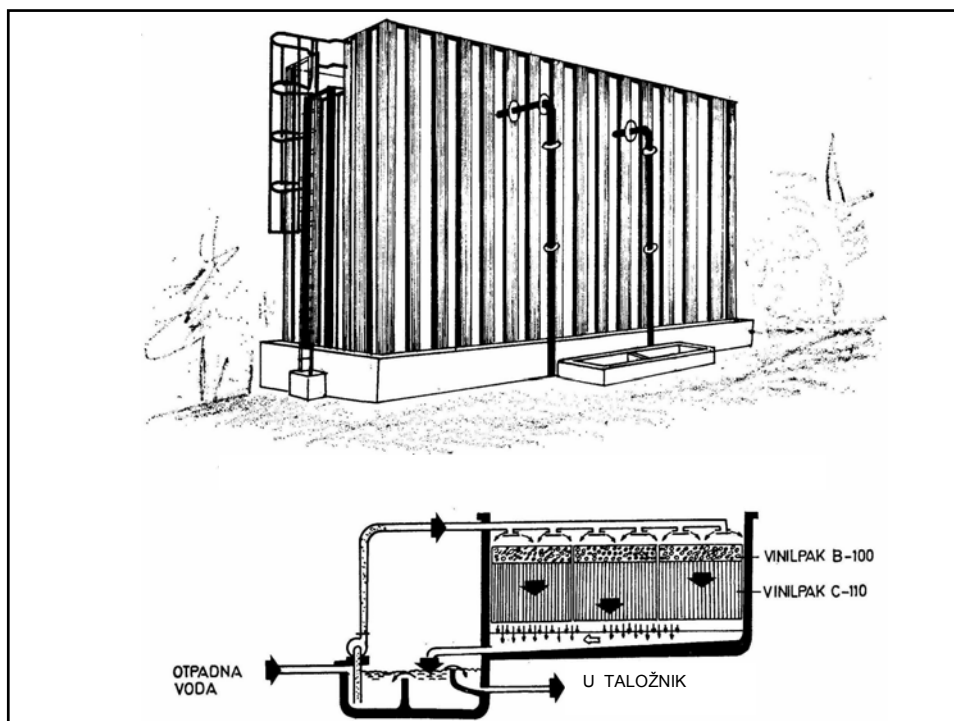 VINILPAK B-100
VINILPAK C-110
OTPADNA
VODA
U TALOŽNIK